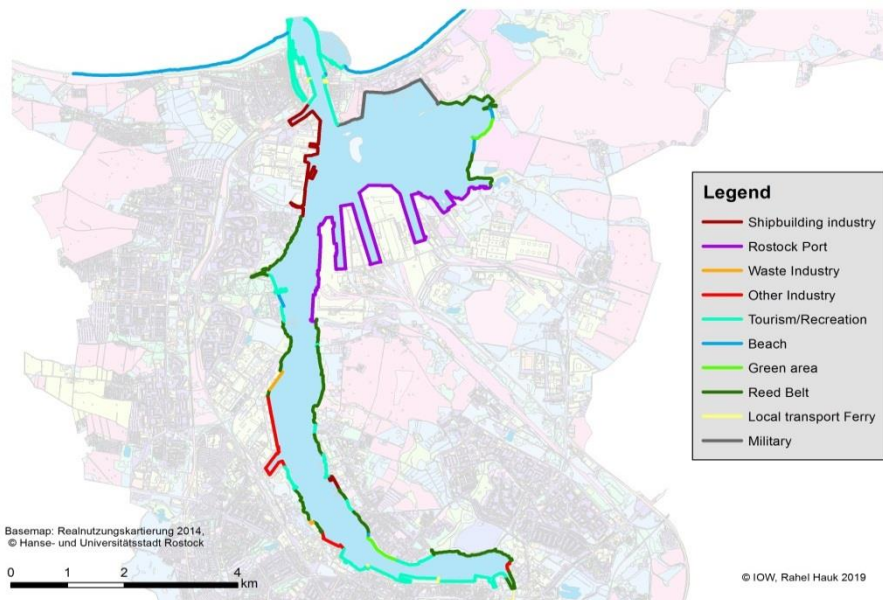 Legend
Shipbuilding industry
Rostock Port
Waste Industry
Other Industry
Tourism/Recreation
Beach
Green area
Reed Belt
Local transport Ferry
Military
Basemap: Realnutzungskartierung 2014,
© Hanse- und Universitätsstadt Rostock
0 1 2 4
km
© IOW, Rahel Hauk 2019